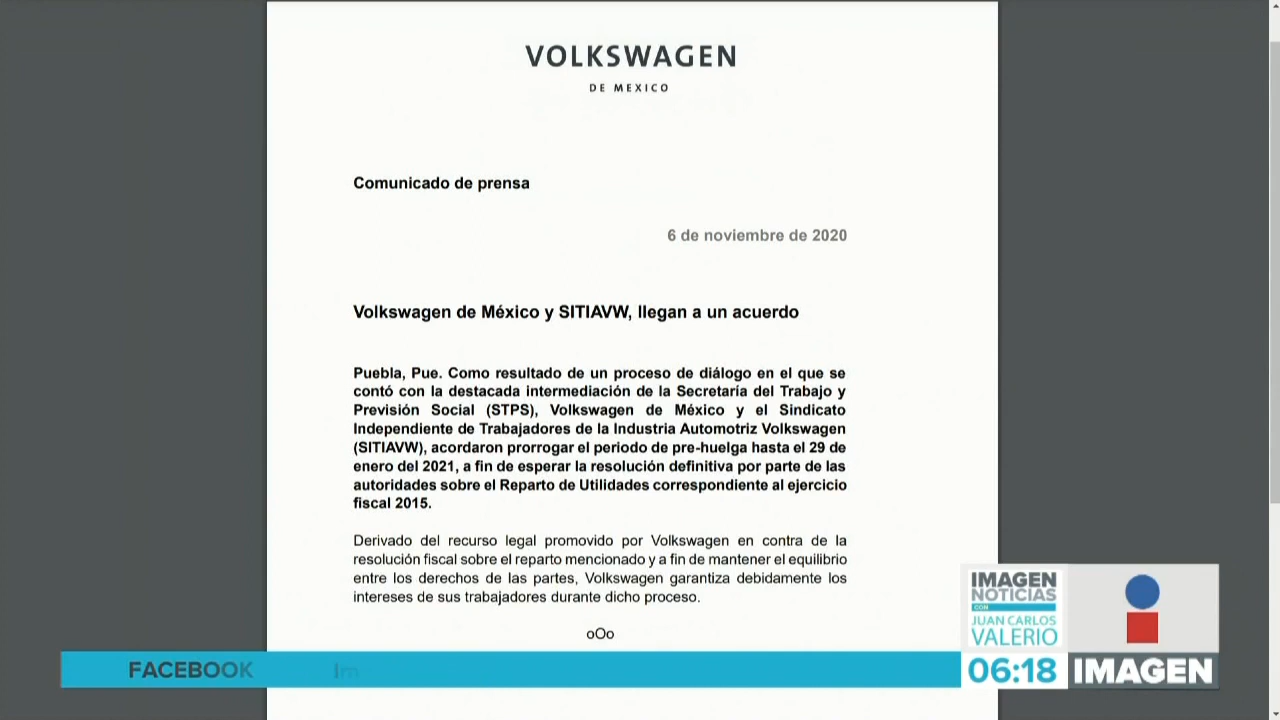 VOLKSWAGEN
DE MEXICO
Comunicado de prensa
6 de noviembre de 2020
Volkswagen de México y SITIAVW, llegan a un acuerdo
Puebla, Pue. Como resultado de un proceso de diálogo en el que se
contó con la destacada intermediación de la Secretaría del Trabajo y
Previsión Social (STPS), Volkswagen de México y el Sindicato
Independiente de Trabajadores de la Industria Automotriz Volkswagen
(SITIAVW), acordaron prorrogar el periodo de pre-huelga hasta el 29 de
enero del 2021, a fin de esperar la resolución definitiva por parte de las
autoridades sobre el Reparto de Utilidades correspondiente al ejercicio
fiscal 2015.
Derivado del recurso legal promovido por Volkswagen en contra de la
resolución fiscal sobre el reparto mencionado y a fin de mantener el equilibrio
entre los derechos de las partes, Volkswagen garantiza debidamente los
intereses de sus trabajadores durante dicho proceso.
oOo
IMAGEN
NOTICIAS
CON
JUAN CARLOS
VALERIO
FACEBOOK Im
06:18 IMAGEN